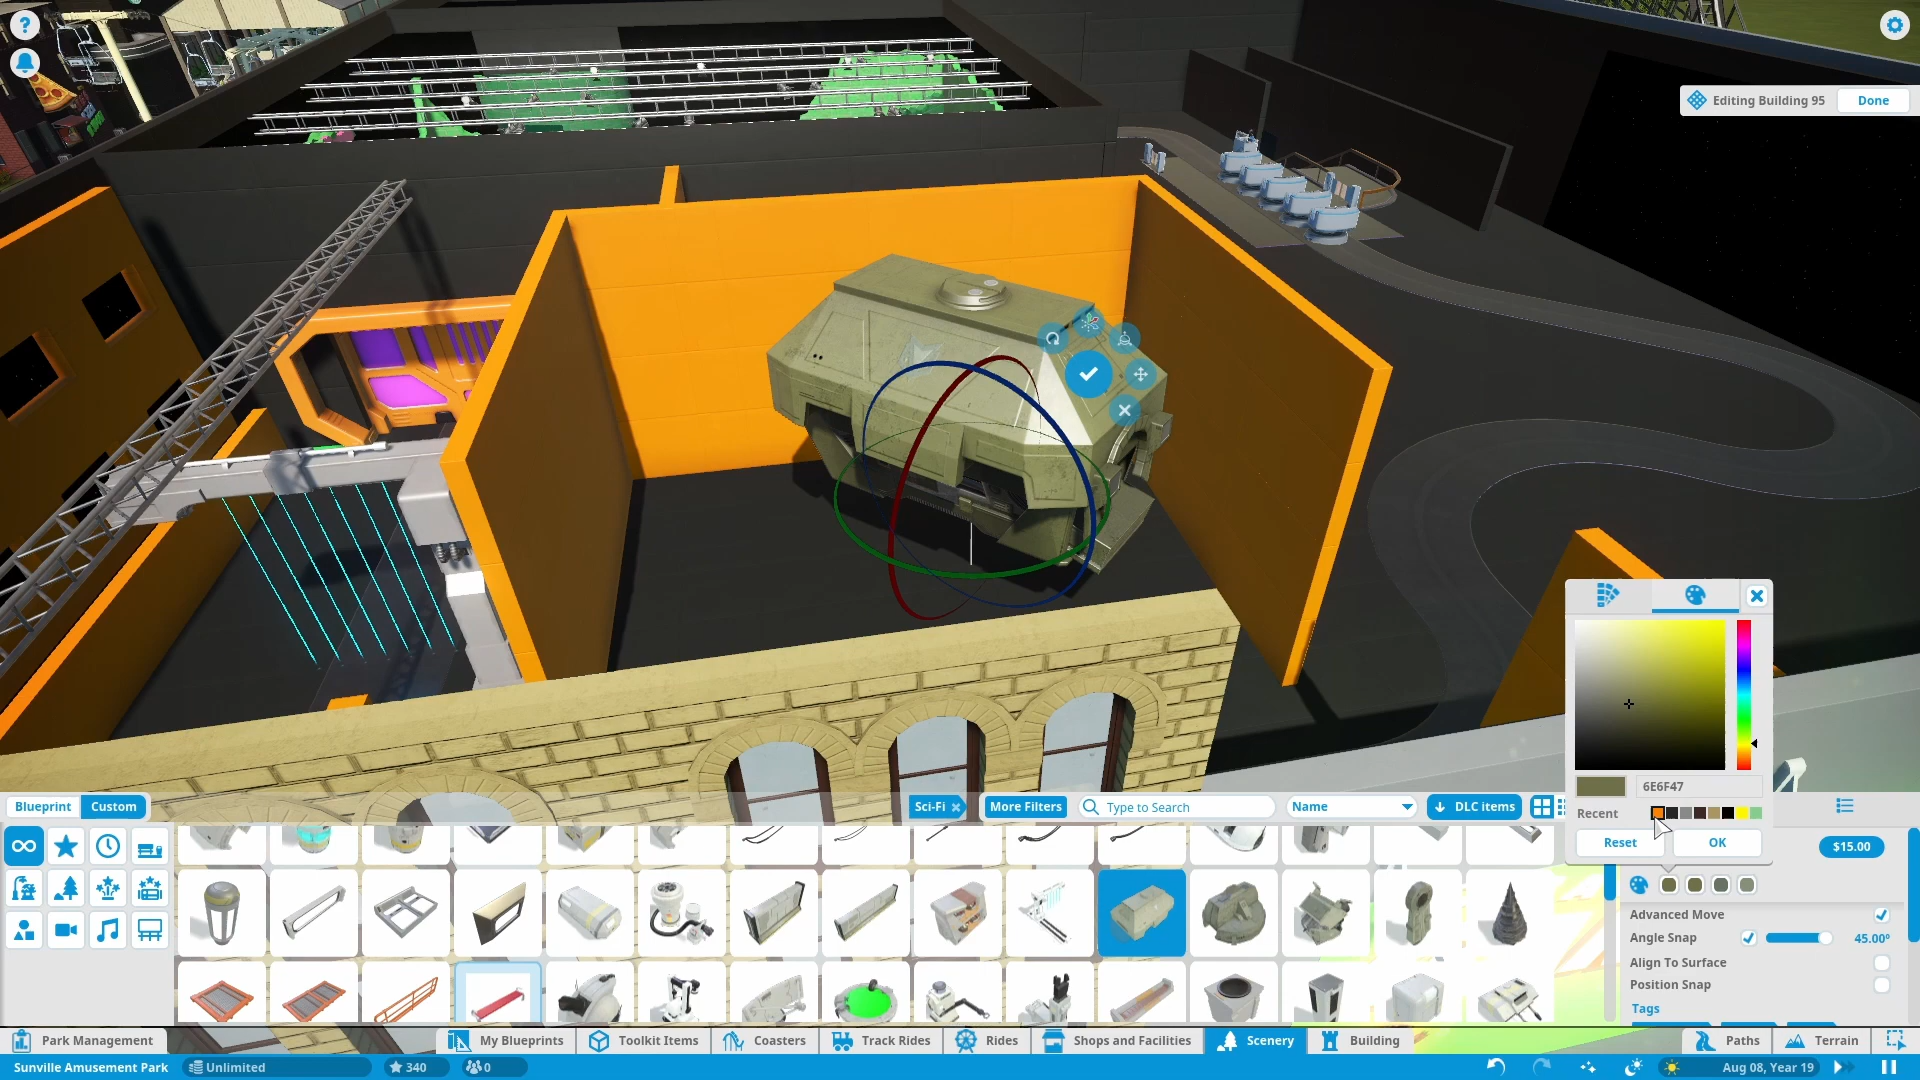 ?
Editing Building 95
Done
6E6F47
Recent
Reset
OK
Blueprint
Custom
Sci-Fi
More Filters
Type to Search
Name
DLC items
$15.00
Advanced Move
Angle Snap
45.00°
Align To Surface
Position Snap
Tags
Park Management
My Blueprints
Toolkit Items
Coasters
Track Rides
Rides
Shops and Facilities
Scenery
Building
Paths
Terrain
Sunville Amusement Park
Unlimited
340
0
Aug 08, Year 19